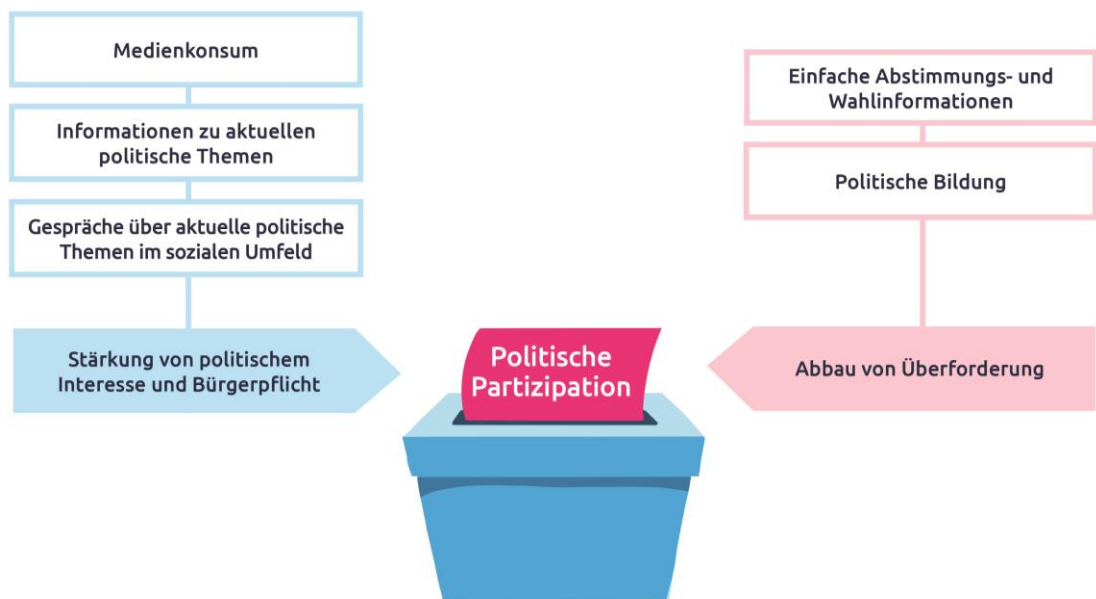 Medienkonsum
Informationen zu aktuellen
politische Themen
Gespräche über aktuelle politische
Themen im sozialen Umfeld
Stärkung von politischem
Interesse und Bürgerpflicht
Politische
Partizipation
Einfache Abstimmungs- und
Wahlinformationen
Politische Bildung
Abbau von Überforderung